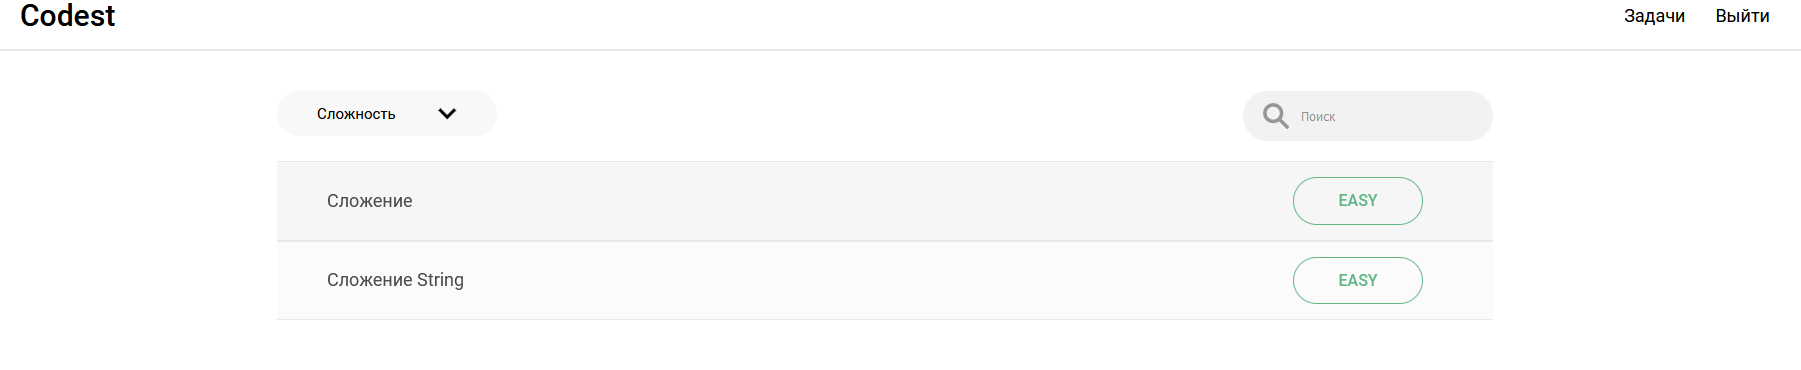 Codest
Задачи Выйти
Сложность
Поиск
Сложение EASY
Сложение String EASY